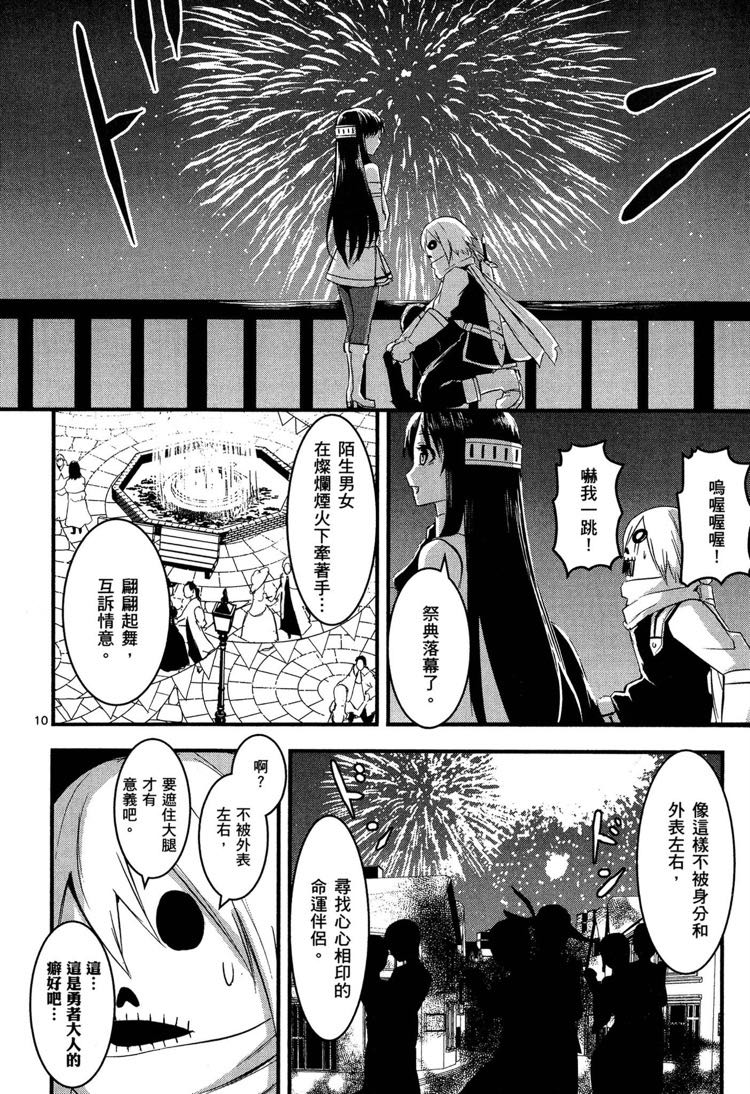 ドーン
嗚喔喔喔！
嚇我一跳！
祭典落幕了。
陌生男女
在燦爛煙火下牽著手…
翩翩起舞，
互訴情意。
10
像這樣不被身分和
外表左右，
尋找心心相印的
命運伴侶。
ドン
ドン
啊？
不被外表
左右，
要遮住大腿
才有
意義吧。
這…
這是勇者大人的
癖好吧…